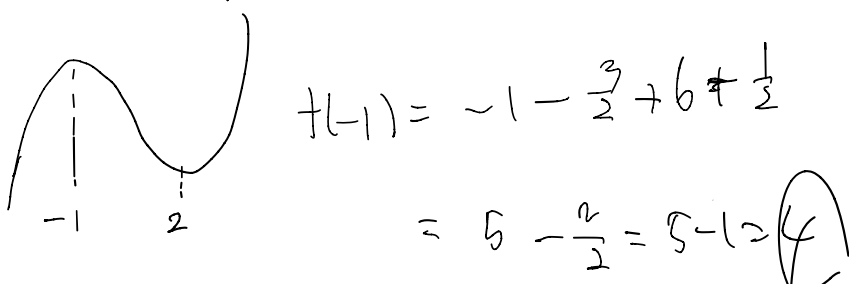 f(-1) = -1 - 3/2 + 6 + 1/2
-1 2
= 5 - 2/2 = 5-1 = 4